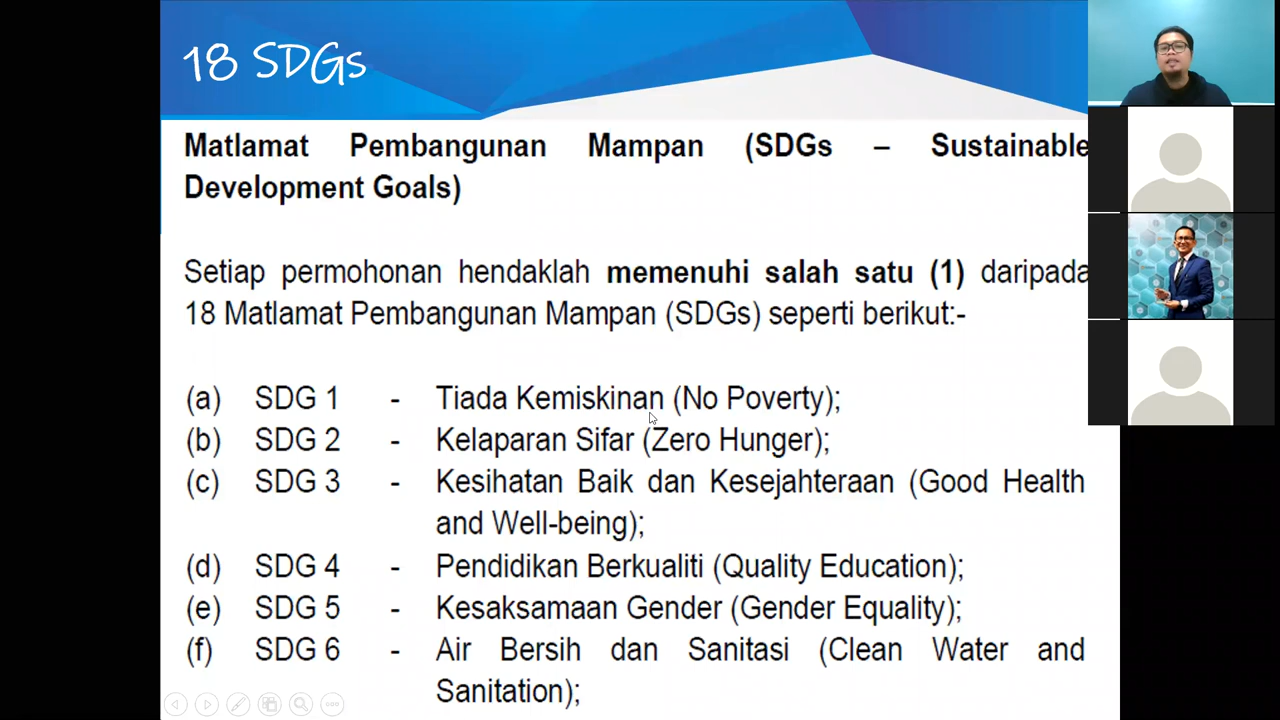 18 SDGs
Matlamat Pembangunan Mampan (SDGs – Sustainable
Development Goals)
Setiap permohonan hendaklah memenuhi salah satu (1) daripada
18 Matlamat Pembangunan Mampan (SDGs) seperti berikut:-
(a) SDG 1 - Tiada Kemiskinan (No Poverty);
(b) SDG 2 - Kelaparan Sifar (Zero Hunger);
(c) SDG 3 - Kesihatan Baik dan Kesejahteraan (Good Health
and Well-being);
(d) SDG 4 - Pendidikan Berkualiti (Quality Education);
(e) SDG 5 - Kesaksamaan Gender (Gender Equality);
(f) SDG 6 - Air Bersih dan Sanitasi (Clean Water and
Sanitation);